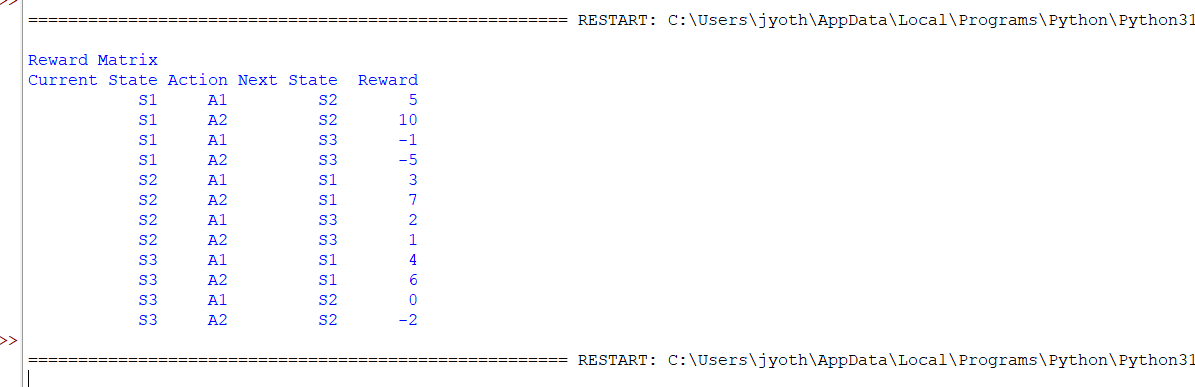 >>
====================================================== RESTART: C:\Users\jyoth\AppData\Local\Programs\Python\Python31
Reward Matrix
Current State Action Next State  Reward
S1 A1 S2 5
S1 A2 S2 10
S1 A1 S3 -1
S1 A2 S3 -5
S2 A1 S1 3
S2 A2 S1 7
S2 A1 S3 2
S2 A2 S3 1
S3 A1 S1 4
S3 A2 S1 6
S3 A1 S2 0
S3 A2 S2 -2
>>
====================================================== RESTART: C:\Users\jyoth\AppData\Local\Programs\Python\Python31